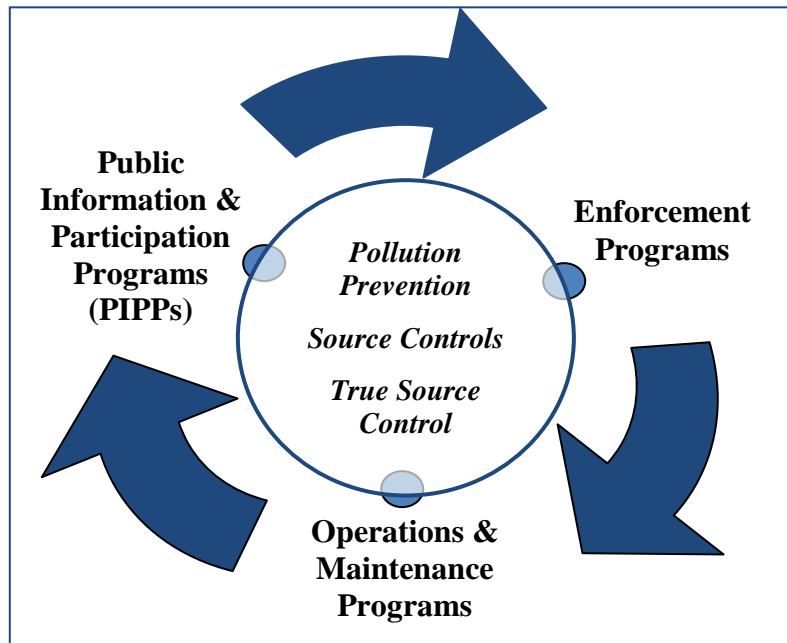 Public
Information &
Participation
Programs
(PIPPs)
Enforcement
Programs
Pollution
Prevention
Source Controls
True Source
Control
Operations &
Maintenance
Programs